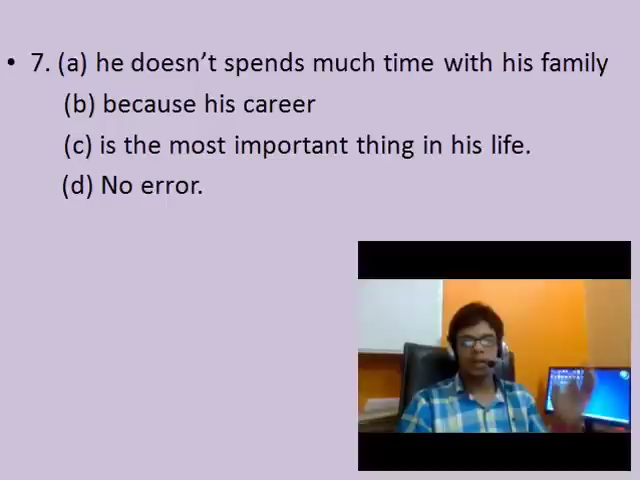 • 7. (a) he doesn't spends much time with his family
(b) because his career
(c) is the most important thing in his life.
(d) No error.